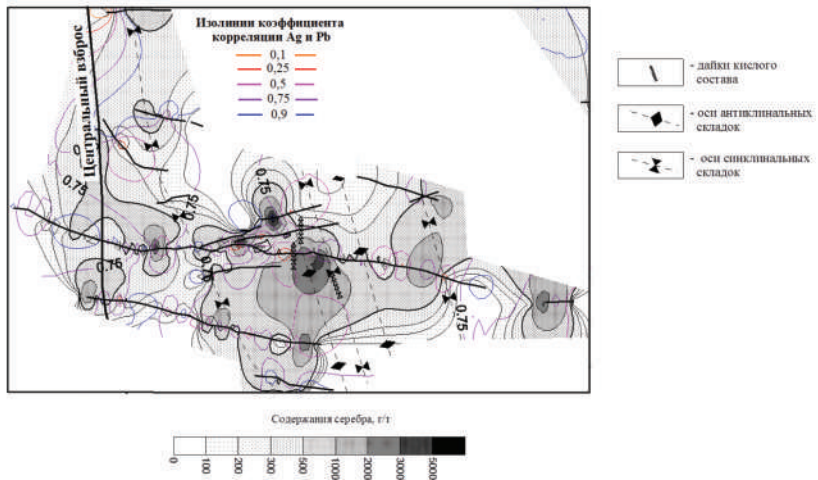 Изолинии коэффициента
корреляции Ag и Pb
0,1
0,25
0,5
0,75
0,9
Центральный взброс
0.75
0.75
0.75
0.75
0.75
0.75
- дайки кислого
состава
- оси антиклинальных
складок
- оси синклинальных
складок
Содержания серебра, г/т
0 100 200 300 500 1000 2000 3000 5000